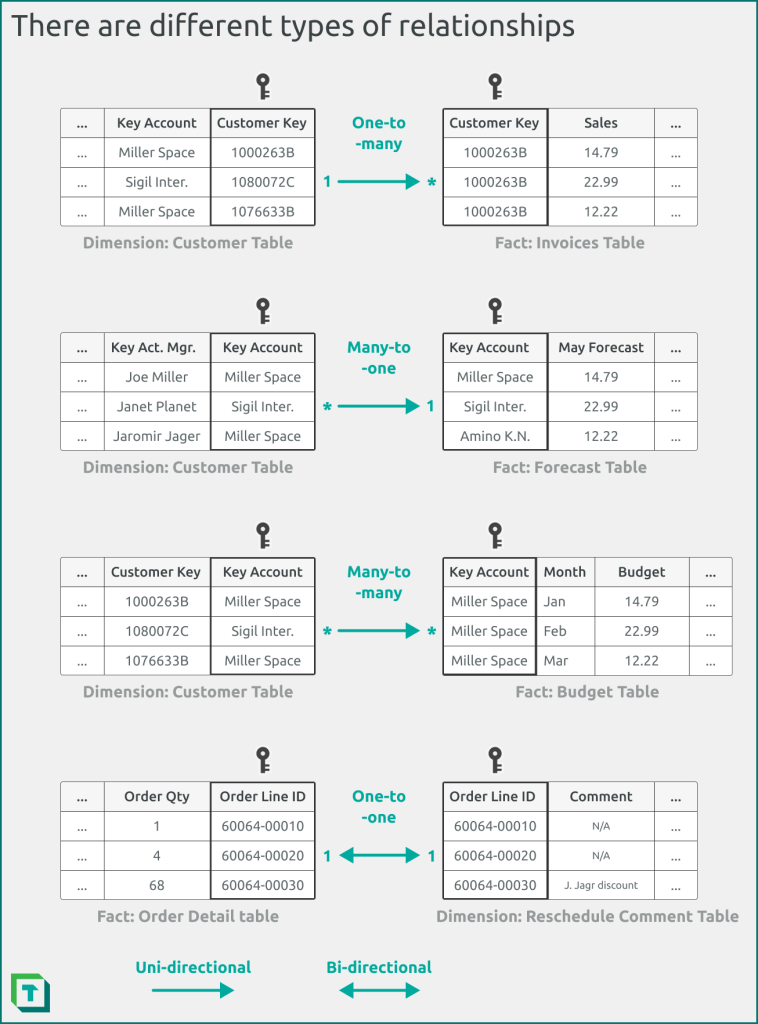 There are different types of relationships
... Key Account Customer Key
... Miller Space 1000263B
... Sigil Inter. 1080072C
... Miller Space 1076633B
Dimension: Customer Table
One-to
-many
1 *
Customer Key Sales ...
1000263B 14.79 ...
1000263B 22.99 ...
1000263B 12.22 ...
Fact: Invoices Table
... Key Act. Mgr. Key Account
... Joe Miller Miller Space
... Janet Planet Sigil Inter.
... Jaromir Jager Miller Space
Dimension: Customer Table
Many-to
-one
* 1
Key Account May Forecast ...
Miller Space 14.79 ...
Sigil Inter. 22.99 ...
Amino K.N. 12.22 ...
Fact: Forecast Table
... Customer Key Key Account
... 1000263B Miller Space
... 1080072C Sigil Inter.
... 1076633B Miller Space
Dimension: Customer Table
Many-to
-many
* *
Key Account Month Budget ...
Miller Space Jan 14.79 ...
Miller Space Feb 22.99 ...
Miller Space Mar 12.22 ...
Fact: Budget Table
... Order Qty Order Line ID
... 1 60064-00010
... 4 60064-00020
... 68 60064-00030
Fact: Order Detail table
One-to
-one
1 1
Order Line ID Comment ...
60064-00010 N/A ...
60064-00020 N/A ...
60064-00030 J. Jagr discount ...
Dimension: Reschedule Comment Table
Uni-directional
Bi-directional
T